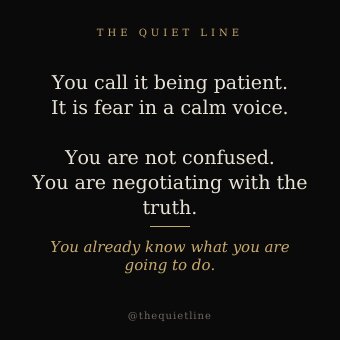 THE QUIET LINE
You call it being patient.
It is fear in a calm voice.
You are not confused.
You are negotiating with the
truth.
You already know what you are
going to do.
@thequietline